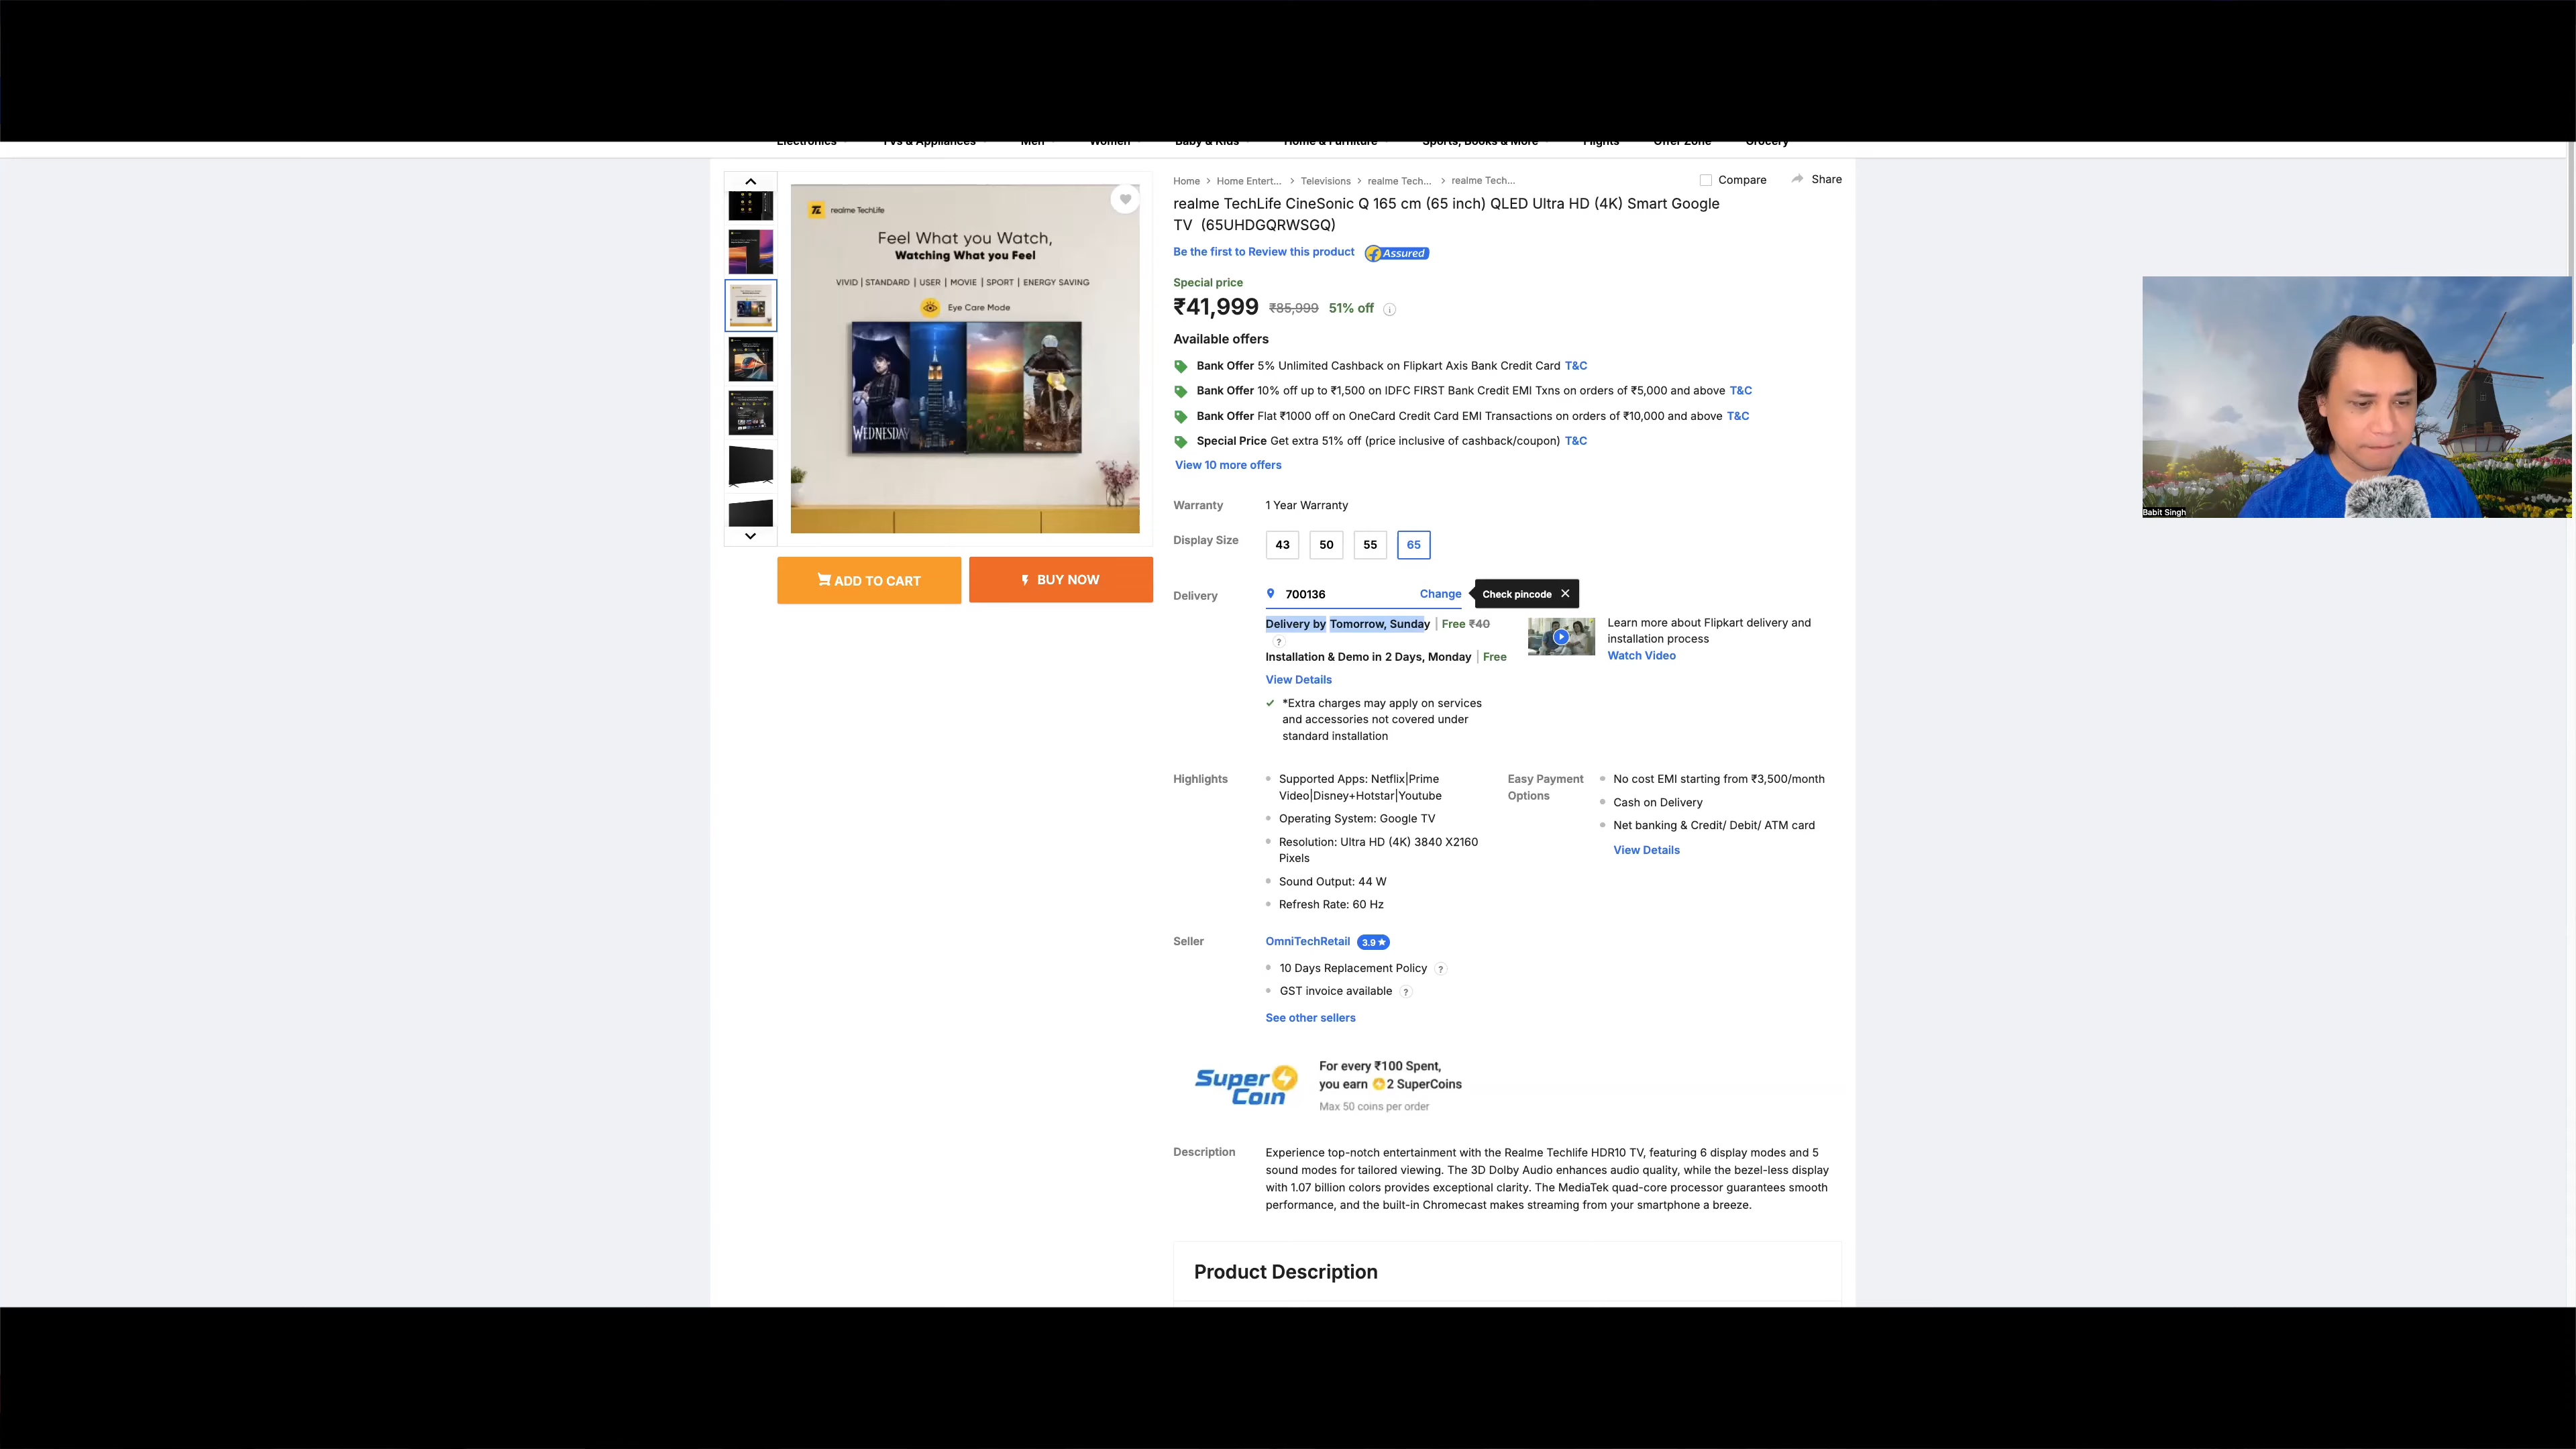 Electronics TVs & Appliances Men Women Baby & Kids Home & Furniture Sports, Books & More Flights Offer Zone Grocery
Home > Home Entert... > Televisions > realme Tech... > realme Tech...
Compare
Share
realme TechLife CineSonic Q 165 cm (65 inch) QLED Ultra HD (4K) Smart Google
TV (65UHDGQRWSGQ)
Be the first to Review this product
Assured
TL realme TechLife
Feel What you Watch,
Watching What you Feel
VIVID | STANDARD | USER | MOVIE | SPORT | ENERGY SAVING
Eye Care Mode
WEDNESDAY
ADD TO CART
BUY NOW
Special price
₹41,999 ₹85,999 51% off
Available offers
Bank Offer 5% Unlimited Cashback on Flipkart Axis Bank Credit Card T&C
Bank Offer 10% off up to ₹1,500 on IDFC FIRST Bank Credit EMI Txns on orders of ₹5,000 and above T&C
Bank Offer Flat ₹1000 off on OneCard Credit Card EMI Transactions on orders of ₹10,000 and above T&C
Special Price Get extra 51% off (price inclusive of cashback/coupon) T&C
View 10 more offers
Warranty
1 Year Warranty
Display Size
43 50 55 65
Delivery
700136
Change
Check pincode
Delivery by Tomorrow, Sunday | Free ₹40
?
Installation & Demo in 2 Days, Monday | Free
View Details
*Extra charges may apply on services
and accessories not covered under
standard installation
Learn more about Flipkart delivery and
installation process
Watch Video
Highlights
Supported Apps: Netflix|Prime
Video|Disney+Hotstar|Youtube
Operating System: Google TV
Resolution: Ultra HD (4K) 3840 X2160
Pixels
Sound Output: 44 W
Refresh Rate: 60 Hz
Easy Payment
Options
No cost EMI starting from ₹3,500/month
Cash on Delivery
Net banking & Credit/ Debit/ ATM card
View Details
Seller
OmniTechRetail 3.9
10 Days Replacement Policy ?
GST invoice available ?
See other sellers
Super
Coin
For every ₹100 Spent,
you earn 2 SuperCoins
Max 50 coins per order
Description
Experience top-notch entertainment with the Realme Techlife HDR10 TV, featuring 6 display modes and 5
sound modes for tailored viewing. The 3D Dolby Audio enhances audio quality, while the bezel-less display
with 1.07 billion colors provides exceptional clarity. The MediaTek quad-core processor guarantees smooth
performance, and the built-in Chromecast makes streaming from your smartphone a breeze.
Product Description
Babit Singh